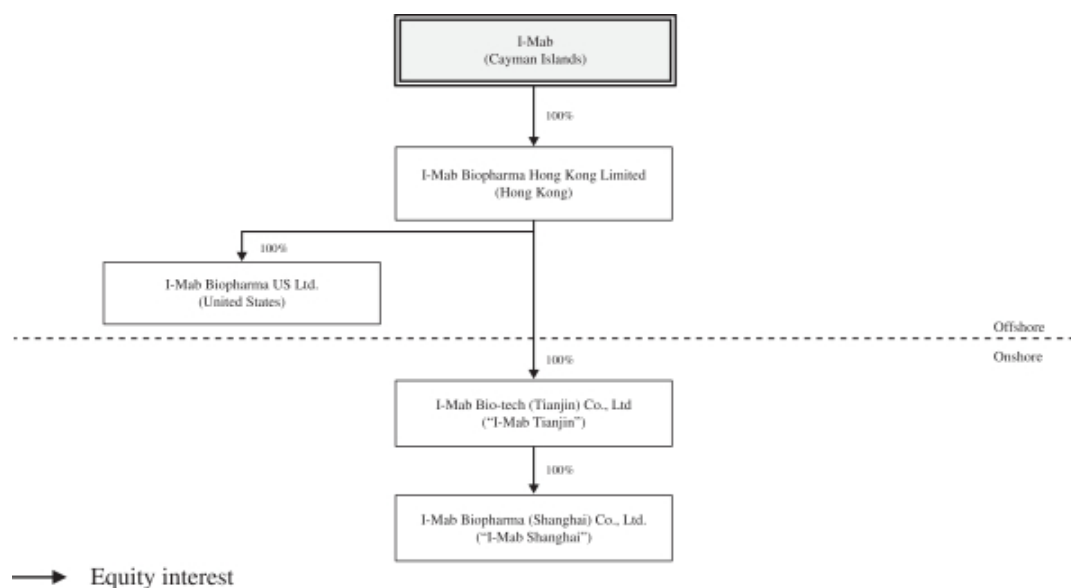 I-Mab
(Cayman Islands)
100%
I-Mab Biopharma Hong Kong Limited
(Hong Kong)
100%
I-Mab Biopharma US Ltd.
(United States)
Offshore
Onshore
100%
I-Mab Bio-tech (Tianjin) Co., Ltd
(“I-Mab Tianjin”)
100%
I-Mab Biopharma (Shanghai) Co., Ltd.
(“I-Mab Shanghai”)
Equity interest